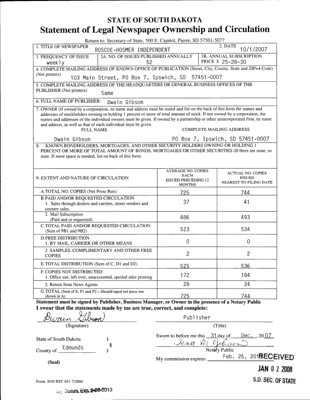 STATE OF SOUTH DAKOTA
Statement of Legal Newspaper Ownership and Circulation
Return to: Secretary of State, 500 E. Capitol, Pierre, SD 57501-5077
1. TITLE OF NEWSPAPER ROSCOE-HOSMER INDEPENDENT 2. DATE 10/1/2007
3. FREQUENCY OF ISSUE weekly 3A. NO. OF ISSUES PUBLISHED ANNUALLY 52 3B. ANNUAL SUBSCRIPTION PRICE $ 25-28-30
4. COMPLETE MAILING ADDRESS OF KNOWN OFFICE OF PUBLICATION (Street, City, County, State and ZIP+4 Code) (Not printers)
103 Main Street, PO Box 7, Ipswich, SD 57451-0007
5. COMPLETE MAILING ADDRESS OF THE HEADQUARTERS OF GENERAL BUSINESS OFFICES OF THE PUBLISHER (Not printers)
Same
6. FULL NAME OF PUBLISHER: Dwain Gibson
7. OWNER (If owned by a corporation, its name and address must be stated and list on the back of this form the names and
addresses of stockholders owning or holding 1 percent or more of total amount of stock. If not owned by a corporation, the
names and addresses of the individual owners must be given. If owned by a partnership or other unincorporated firm, its name
and address, as well as that of each individual must be given.
FULL NAME COMPLETE MAILING ADDRESS
Dwain Gibson PO Box 7, Ipswich, SD 57451-0007
8. KNOWN BONDHOLDERS, MORTGAGES, AND OTHER SECURITY HOLDERS OWNING OR HOLDING 1
PERCENT OR MORE OF TOTAL AMOUNT OF BONDS, MORTGAGES OR OTHER SECURITIES (If there are none, so
state. If more space is needed, list on back of this form.
9. EXTENT AND NATURE OF CIRCULATION AVERAGE NO. COPIES EACH ISSUED PRECEDING 12 MONTHS) ACTUAL NO. COPIES ISSUED NEAREST TO FILING DATE
A. TOTAL NO. COPIES (Net Press Run) 725 744
B. PAID AND/OR REQUESTED CIRCULATION
1. Sales through dealers and carriers, street vendors and counter sales. 37 41
2. Mail Subscription (Paid and/or requested) 486 493
C. TOTAL PAID AND/OR REQUESTED CIRCULATION (Sum of 9B1 and 9B2) 523 534
D. FREE DISTRIBUTION
1. BY MAIL, CARRIER OR OTHER MEANS 0 0
2. SAMPLES, COMPLIMENTARY AND OTHER FREE COPIES 2 2
E. TOTAL DISTRIBUTION (Sum of C, D1 and D2) 525 536
F. COPIES NOT DISTRIBUTED
1. Office use, left over, unaccounted, spoiled after printing 172 184
2. Return from News Agents 28 24
G. TOTAL (Sum of E, F1 and F2 - Should equal net press run shown in A) 725 744
Statement must be signed by Publisher, Business Manager, or Owner in the presence of a Notary Public
I swear that the statements made by me are true, correct, and complete:
Dwain Gibson Publisher
(Signature) (Title)
State of South Dakota )
County of Edmunds )
(Seal)
Sworn to before me this 31 day of Dec. 2007
Notary Public
My commission expires: Feb. 26, 20
RECEIVED
JAN 02 2008
S.D. SEC. OF STATE